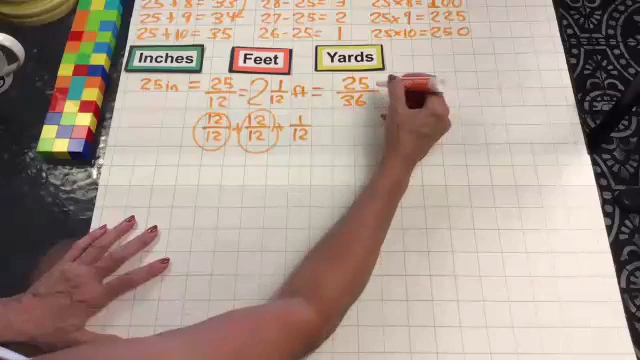 25 + 8 = 33 28 - 25 = 3 25 x 8 = 200
25 + 9 = 34 27 - 25 = 2 25 x 9 = 225
25 + 10 = 35 26 - 25 = 1 25 x 10 = 250
Inches Feet Yards
25 in = 25/12 = 2 1/12 ft = 25/36 =
12/12 + 12/12 + 1/12